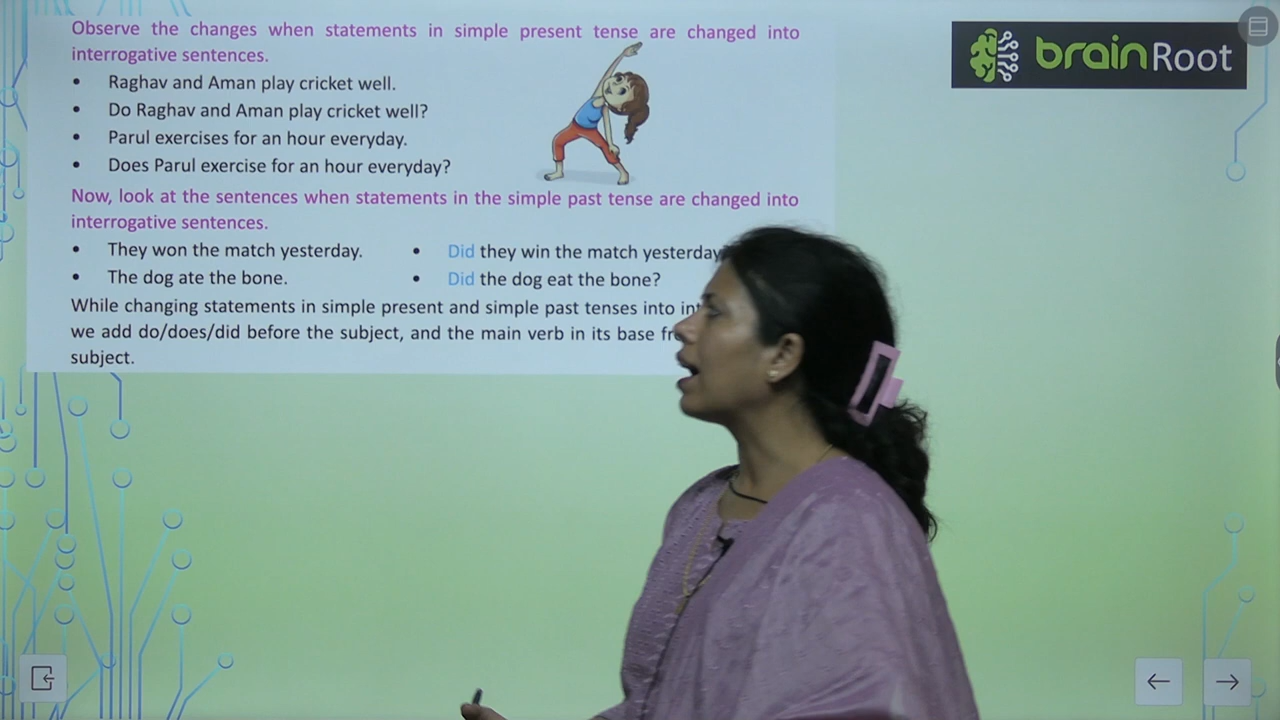 Observe the changes when statements in simple present tense are changed into
interrogative sentences.
• Raghav and Aman play cricket well.
• Do Raghav and Aman play cricket well?
• Parul exercises for an hour everyday.
• Does Parul exercise for an hour everyday?
Now, look at the sentences when statements in the simple past tense are changed into
interrogative sentences.
• They won the match yesterday. • Did they win the match yesterday?
• The dog ate the bone. • Did the dog eat the bone?
While changing statements in simple present and simple past tenses into
we add do/does/did before the subject, and the main verb in its base
subject.
brainRoot